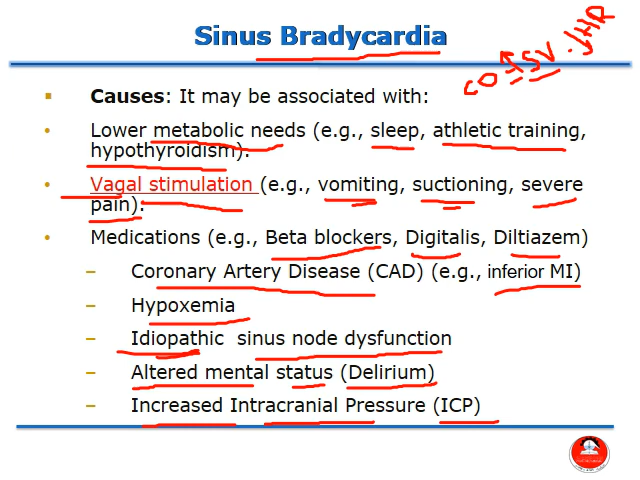 Sinus Bradycardia
CO = SV . HR
▪ Causes: It may be associated with:
• Lower metabolic needs (e.g., sleep, athletic training,
hypothyroidism).
• Vagal stimulation (e.g., vomiting, suctioning, severe
pain).
• Medications (e.g., Beta blockers, Digitalis, Diltiazem)
– Coronary Artery Disease (CAD) (e.g., inferior MI)
– Hypoxemia
– Idiopathic sinus node dysfunction
– Altered mental status (Delirium)
– Increased Intracranial Pressure (ICP)